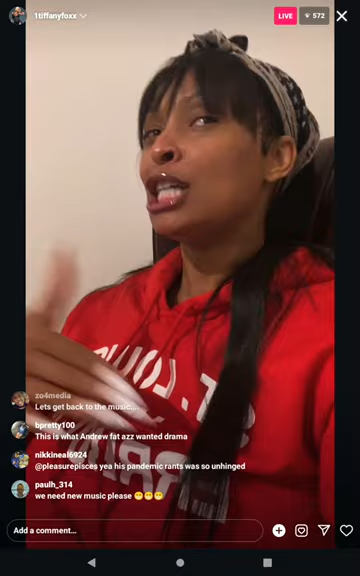 1tiffanyfoxx
LIVE
572
zo4media
Lets get back to the music....
bpretty100
This is what Andrew fat azz wanted drama
nikkineal6924
@pleasurepisces yea his pandemic rants was so unhinged
paulh_314
we need new music please 😁😁😁
Add a comment...